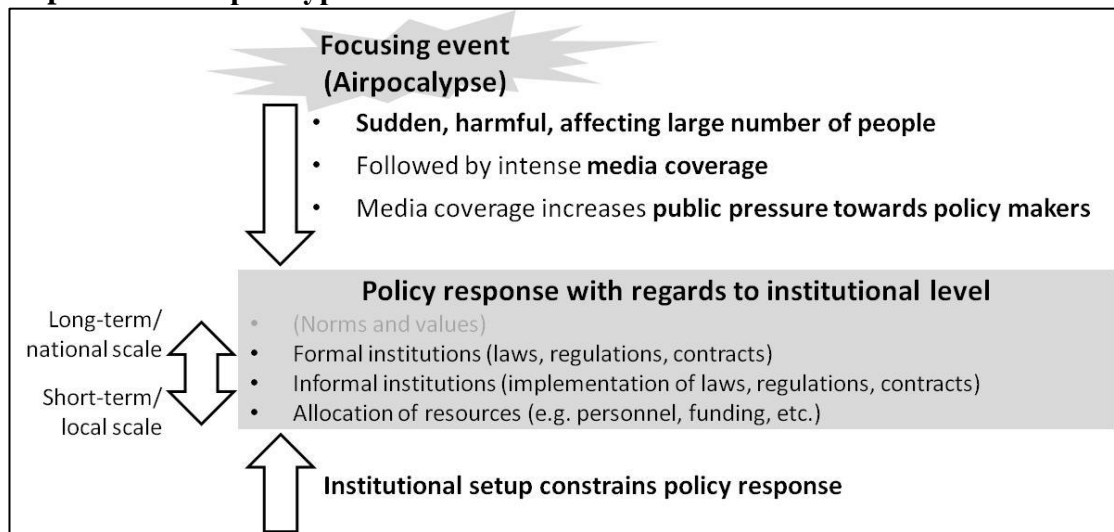 Focusing event
(Airpocalypse)
• Sudden, harmful, affecting large number of people
• Followed by intense media coverage
• Media coverage increases public pressure towards policy makers
Policy response with regards to institutional level
Long-term/
national scale
Short-term/
local scale
• (Norms and values)
• Formal institutions (laws, regulations, contracts)
• Informal institutions (implementation of laws, regulations, contracts)
• Allocation of resources (e.g. personnel, funding, etc.)
Institutional setup constrains policy response